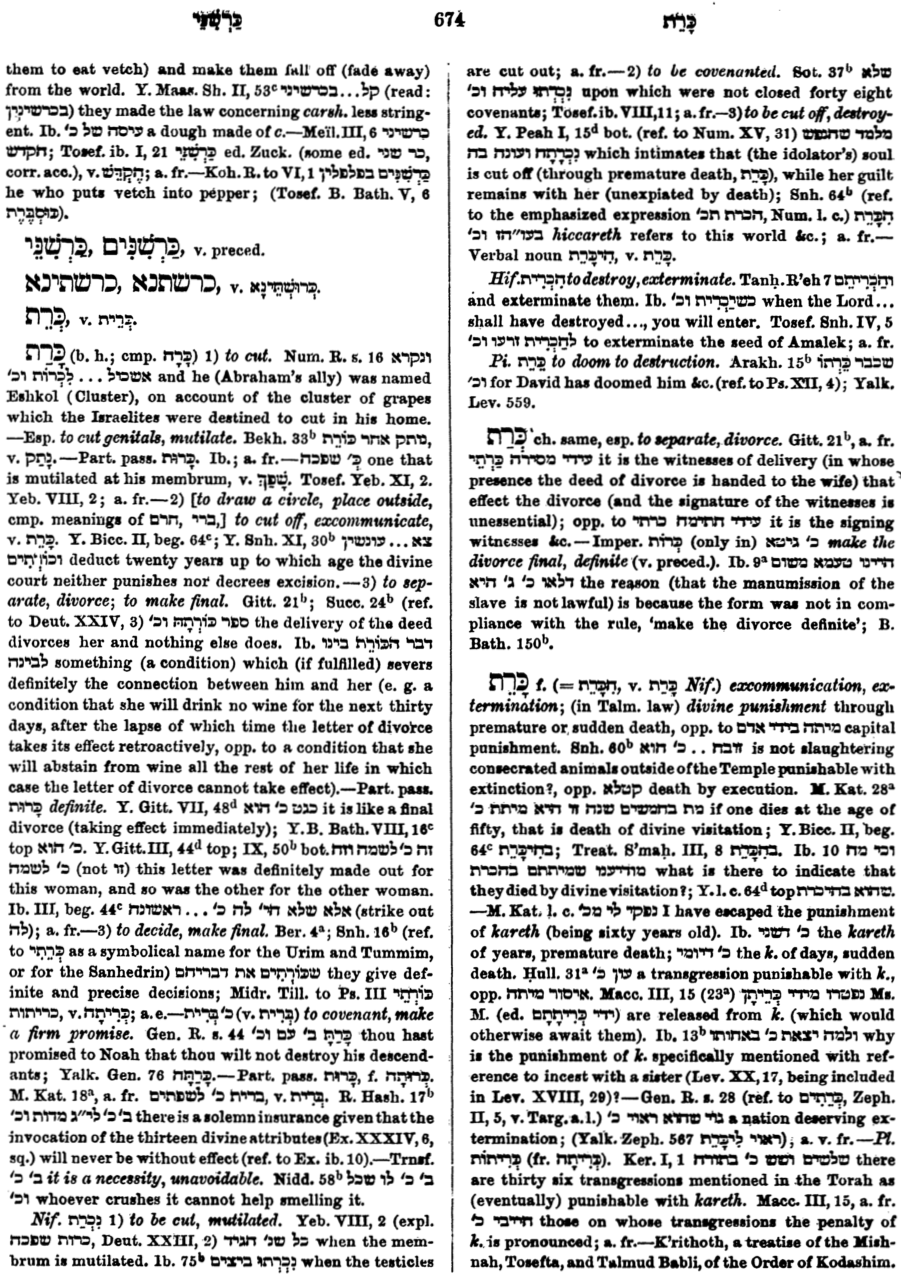 כַּרְשִׁנֵּי 674 כָּרֵת
them to eat vetch) and make them fall off (fade away)
from the world. Y. Maas. Sh. II, 53ᶜ קל...בכרשיני (read:
בכרשינין) they made the law concerning carsh. less string-
ent. Ib. עיסה של כ׳ a dough made of c.—Meïl. III, 6 כרשיני
חקדש; Tosef. ib. I, 21 כַּרְשִׁנֵּי ed. Zuck. (some ed. כר שני,
corr. acc.), v. הֶקְדֵּשׁ; a. fr.—Koh. R. to VI, 1 כַּרְשִׁנִּים בפלפלין
he who puts vetch into pepper; (Tosef. B. Bath. V, 6
כּוּסְבֶּרֶת).
כַּרְשִׁנִּים, כַּרְשִׁנֵּי, v. preced.
כרשתנא, כרשתינא, v. כְּרוּשְׁתִּינָא.
כְּרֵת, v. כְּרִית.
כָּרַת (b. h.; cmp. כָּרָה) 1) to cut. Num. R. s. 16 ונקרא
אשכול ... לִכְרוֹת וכ׳ and he (Abraham's ally) was named
Eshkol (Cluster), on account of the cluster of grapes
which the Israelites were destined to cut in his home.
—Esp. to cut genitals, mutilate. Bekh. 33ᵇ מתק אחר כורת,
v. נָתַק.—Part. pass. כָּרוּת. Ib.; a. fr.—כ׳ שפכה one that
is mutilated at his membrum, v. שָׁפָךְ. Tosef. Yeb. XI, 2.
Yeb. VIII, 2; a. fr.—2) [to draw a circle, place outside,
cmp. meanings of ברי, חרם,] to cut off, excommunicate,
v. כָּרֵת. Y. Bicc. II, beg. 64ᶜ; Y. Snh. XI, 30ᵇ צא...עונשין
וכורתים deduct twenty years up to which age the divine
court neither punishes nor decrees excision.—3) to sep-
arate, divorce; to make final. Gitt. 21ᵇ; Succ. 24ᵇ (ref.
to Deut. XXIV, 3) ספר כּוֹרְתָהּ וכ׳ the delivery of the deed
divorces her and nothing else does. Ib. דבר הכּוֹרֵת בינו
לבינה something (a condition) which (if fulfilled) severs
definitely the connection between him and her (e. g. a
condition that she will drink no wine for the next thirty
days, after the lapse of which time the letter of divorce
takes its effect retroactively, opp. to a condition that she
will abstain from wine all the rest of her life in which
case the letter of divorce cannot take effect).—Part. pass.
כָּרוּת definite. Y. Gitt. VII, 48ᵈ כגט כ׳ הוא it is like a final
divorce (taking effect immediately); Y. B. Bath. VIII, 16ᶜ
top כ׳ הוא. Y. Gitt. III, 44ᵈ top; IX, 50ᵇ bot. זה כ׳ לשמה וזה
כ׳ לשמה (not זו) this letter was definitely made out for
this woman, and so was the other for the other woman.
Ib. III, beg. 44ᶜ אלא שלא הי׳ לה כ׳ ... ראשונה (strike out
לה); a. fr.—3) to decide, make final. Ber. 4ᵃ; Snh. 16ᵇ (ref.
to כְּרֵתִי as a symbolical name for the Urim and Tummim,
or for the Sanhedrin) שכּוֹרְתִים את דבריהם they give def-
inite and precise decisions; Midr. Till. to Ps. III כּוֹרְתֵי
כריתות, v. כְּרִיתָה; a. e.—כ׳ בְּרִית (v. בְּרִית) to covenant, make
a firm promise. Gen. R. s. 44 כָּרַתָּ ב׳ עם וכ׳ thou hast
promised to Noah that thou wilt not destroy his descend-
ants; Yalk. Gen. 76 כָּרַתָּה.—Part. pass. כָּרוּת, f. כְּרוּתָה.
M. Kat. 18ᵃ, a. fr. ברית כ׳ לשפתים, v. בְּרִית. R. Hash. 17ᵇ
ב׳ כ׳ לי״ג מדות וכ׳ there is a solemn insurance given that the
invocation of the thirteen divine attributes (Ex. XXXIV, 6,
sq.) will never be without effect (ref. to Ex. ib. 10).—Trnsf.
ב׳ כ׳ it is a necessity, unavoidable. Nidd. 58ᵇ ב׳ כ׳ לו שכל
וכ׳ whoever crushes it cannot help smelling it.
Nif. נִכְרַת 1) to be cut, mutilated. Yeb. VIII, 2 (expl.
כרות שפכה, Deut. XXIII, 2) כל שנ׳ הגיד when the mem-
brum is mutilated. Ib. 75ᵇ נִכְרְתוּ ביצים when the testicles
are cut out; a. fr.—2) to be covenanted. Sot. 37ᵇ שלא
נִכְרְתוּ עליה וכ׳ upon which were not closed forty eight
covenants; Tosef. ib. VIII, 11; a. fr.—3) to be cut off, destroy-
ed. Y. Peah I, 15ᵈ bot. (ref. to Num. XV, 31) מלמד שהנפש
נִכְרָתָה ועונה בה which intimates that (the idolator's) soul
is cut off (through premature death, כָּרֵת), while her guilt
remains with her (unexpiated by death); Snh. 64ᵇ (ref.
to the emphasized expression הכרת תכ׳, Num. l. c.) הִכָּרֵת
בעו״הז וכ׳ hiccareth refers to this world &c.; a. fr.—
Verbal noun הִיכָּרֵת, v. כָּרֵת.
Hif. הִכְרִית to destroy, exterminate. Tanḥ. R'eh 7 והַכְרִיתֵם
and exterminate them. Ib. כשיַכְרִית וכ׳ when the Lord...
shall have destroyed..., you will enter. Tosef. Snh. IV, 5
לְהַכְרִית זרעו וכ׳ to exterminate the seed of Amalek; a. fr.
Pi. כֵּרֵת to doom to destruction. Arakh. 15ᵇ שכבר כֵּרְתוֹ
וכ׳ for David has doomed him &c. (ref. to Ps. XII, 4); Yalk.
Lev. 559.
כְּרַת ch. same, esp. to separate, divorce. Gitt. 21ᵇ, a. fr.
עידי מסירה כָּרְתֵי it is the witnesses of delivery (in whose
presence the deed of divorce is handed to the wife) that
effect the divorce (and the signature of the witnesses is
unessential); opp. to עידי חתימה כרתי it is the signing
witnesses &c.—Imper. כְּרוֹת (only in) כ׳ גיטא make the
divorce final, definite (v. preced.). Ib. 9ᵃ היינו טעמא משום
דלאו כ׳ ג׳ היא the reason (that the manumission of the
slave is not lawful) is because the form was not in com-
pliance with the rule, 'make the divorce definite'; B.
Bath. 150ᵇ.
כָּרֵת f. (= הִכָּרֵת, v. כָּרַת Nif.) excommunication, ex-
termination; (in Talm. law) divine punishment through
premature or sudden death, opp. to מיתה בידי אדם capital
punishment. Snh. 60ᵇ זבח .. כ׳ הוא is not slaughtering
consecrated animals outside of the Temple punishable with
extinction?, opp. קטלא death by execution. M. Kat. 28ᵃ
מת בחמשים שנה זו היא מיתת כ׳ if one dies at the age of
fifty, that is death of divine visitation; Y. Bicc. II, beg.
64ᶜ בְּהִיכָּרֵת; Treat. S'maḥ. III, 8 בהִכָּרֵת. Ib. 10 וכי מה
מודיענו שמיתתם בהכרת what is there to indicate that
they died by divine visitation?; Y. l. c. 64ᵈ top שהוא בהיכרת.
—M. Kat. l. c. נפקי לי מכ׳ I have escaped the punishment
of kareth (being sixty years old). Ib. כ׳ דשני the kareth
of years, premature death; כ׳ דיומי the k. of days, sudden
death. Ḥull. 31ᵃ עון כ׳ a transgression punishable with k.,
opp. איסור מיתה. Macc. III, 15 (23ᵃ) נפטרו מידי כְּרֵיתָן Ms.
M. (ed. ידי כְּרֵיתָתָם) are released from k. (which would
otherwise await them). Ib. 13ᵇ ולמה יצאת כ׳ באחותו why
is the punishment of k. specifically mentioned with ref-
erence to incest with a sister (Lev. XX, 17, being included
in Lev. XVIII, 29)?—Gen. R. s. 28 (ref. to כְּרֵתִים, Zeph.
II, 5, v. Targ. a. l.) גוי שהוא ראוי כ׳ a nation deserving ex-
termination; (Yalk. Zeph. 567 ראוי לִיכָּרֵת); a. v. fr.—Pl.
כְּרִיתוֹת (fr. כְּרִיתָה). Ker. I, 1 שלשים ושש כ׳ בתורה there
are thirty six transgressions mentioned in the Torah as
(eventually) punishable with kareth. Macc. III, 15, a. fr.
חייבי כ׳ those on whose transgressions the penalty of
k. is pronounced; a. fr.—K'rithoth, a treatise of the Mish-
nah, Tosefta, and Talmud Babli, of the Order of Kodashim.